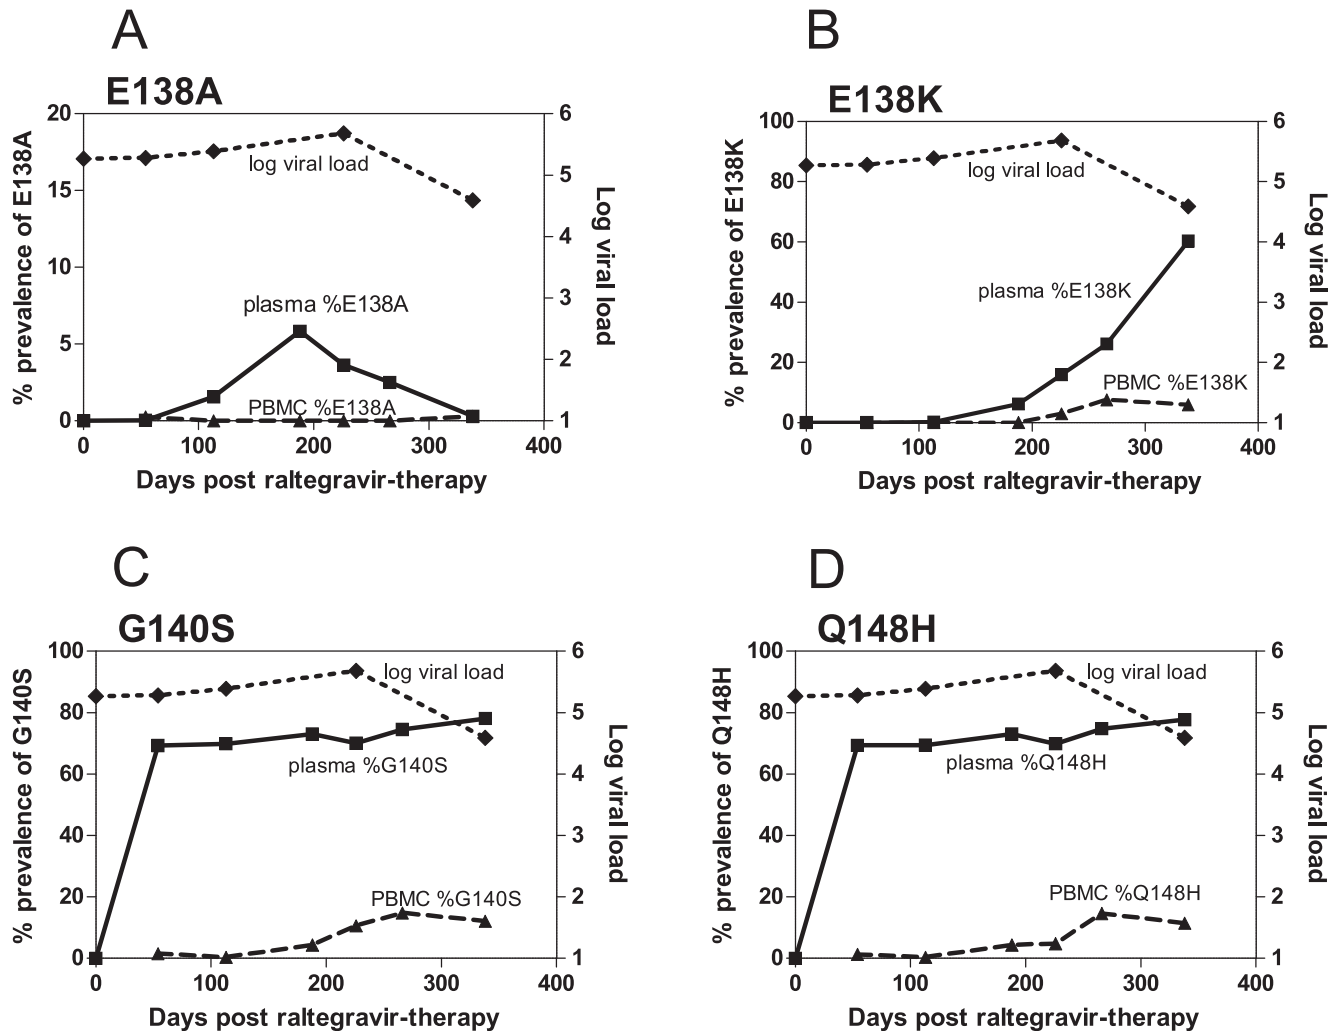 A
E138A
% prevalence of E138A
20
15
10
5
0
log viral load
plasma %E138A
PBMC %E138A
6
5
4
3
2
1
Log viral load
0 100 200 300 400
Days post raltegravir-therapy
B
E138K
% prevalence of E138K
100
80
60
40
20
0
log viral load
plasma %E138K
PBMC %E138K
6
5
4
3
2
1
Log viral load
0 100 200 300 400
Days post raltegravir-therapy
C
G140S
% prevalence of G140S
100
80
60
40
20
0
log viral load
plasma %G140S
PBMC %G140S
6
5
4
3
2
1
Log viral load
0 100 200 300 400
Days post raltegravir-therapy
D
Q148H
% prevalence of Q148H
100
80
60
40
20
0
log viral load
plasma %Q148H
PBMC %Q148H
6
5
4
3
2
1
Log viral load
0 100 200 300 400
Days post raltegravir-therapy